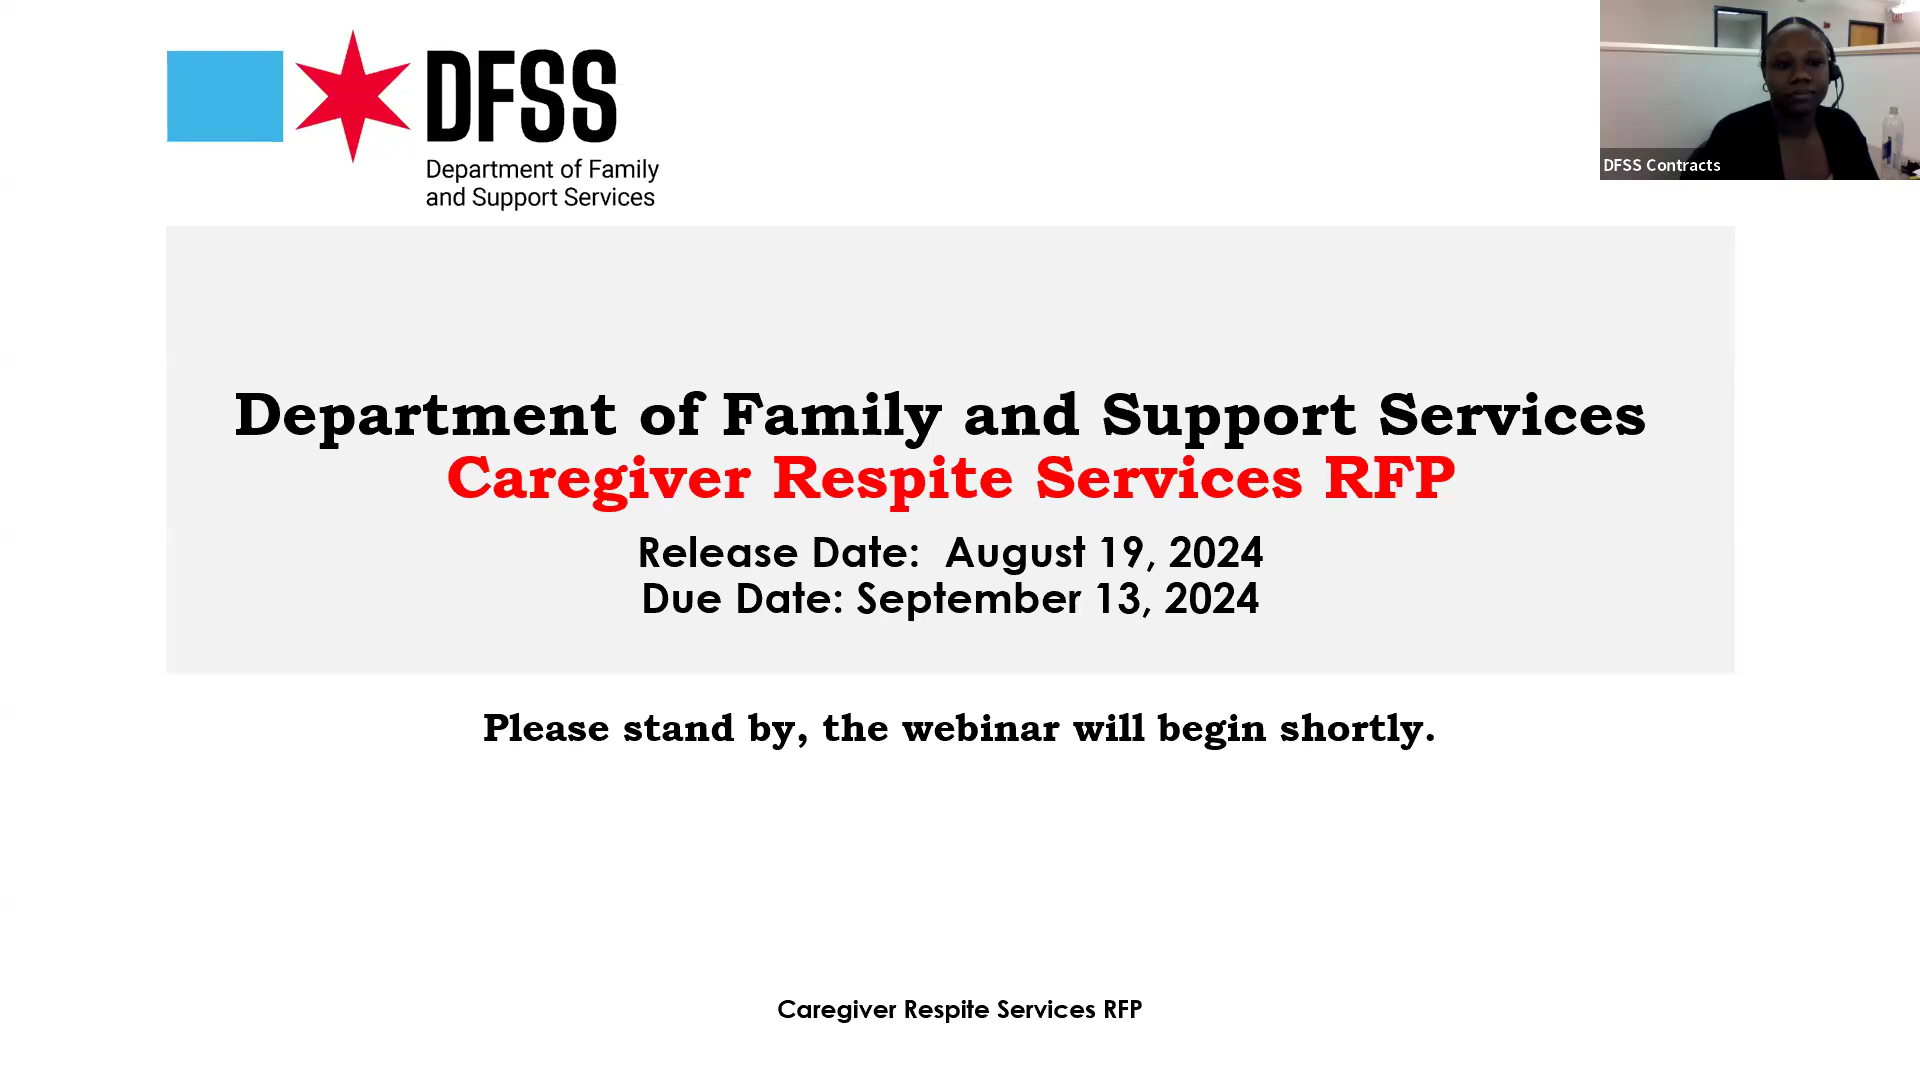 DFSS
Department of Family
and Support Services
DFSS Contracts
Department of Family and Support Services
Caregiver Respite Services RFP
Release Date:  August 19, 2024
Due Date: September 13, 2024
Please stand by, the webinar will begin shortly.
Caregiver Respite Services RFP